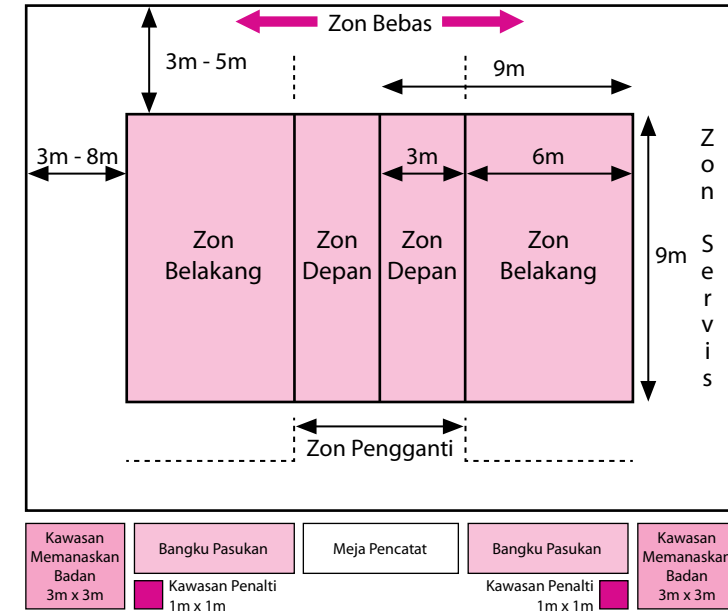 Zon Bebas
3m - 5m
9m
3m - 8m
3m
6m
Zon
Belakang
Zon
Depan
Zon
Depan
Zon
Belakang
9m
Z
o
n
S
e
r
v
i
s
Zon Pengganti
Kawasan
Memanaskan
Badan
3m x 3m
Bangku Pasukan
Meja Pencatat
Bangku Pasukan
Kawasan
Memanaskan
Badan
3m x 3m
Kawasan Penalti
1m x 1m
Kawasan Penalti
1m x 1m